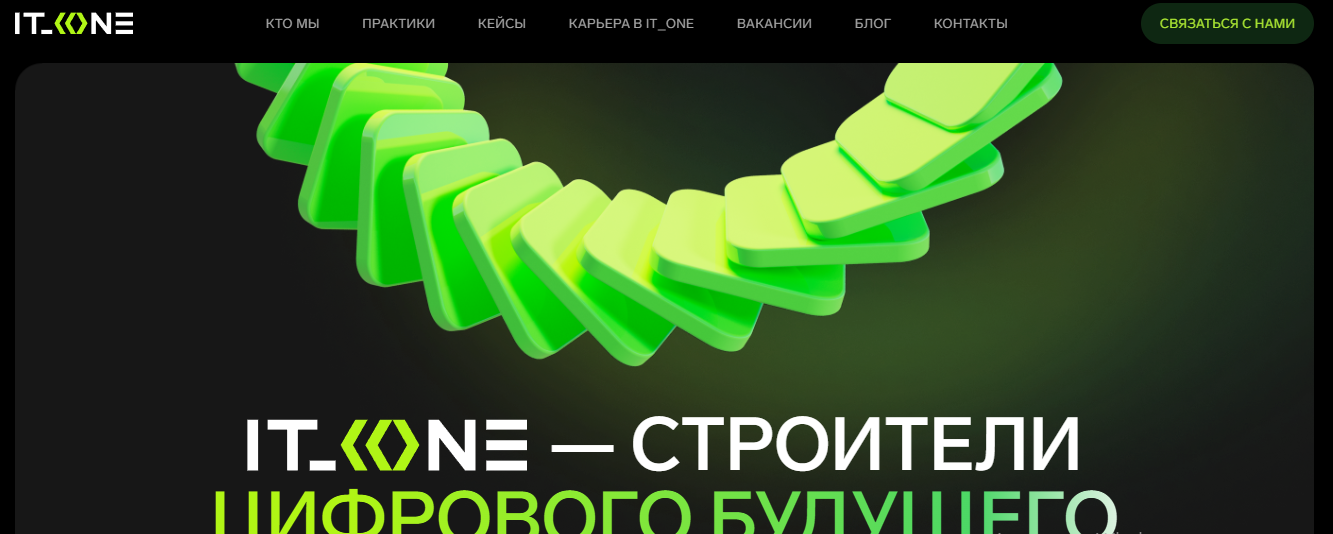 IT_ONE
КТО МЫ
ПРАКТИКИ
КЕЙСЫ
КАРЬЕРА В IT_ONE
ВАКАНСИИ
БЛОГ
КОНТАКТЫ
СВЯЗАТЬСЯ С НАМИ
IT_ONE — СТРОИТЕЛИ
ЦИФРОВОГО БУДУЩЕГО